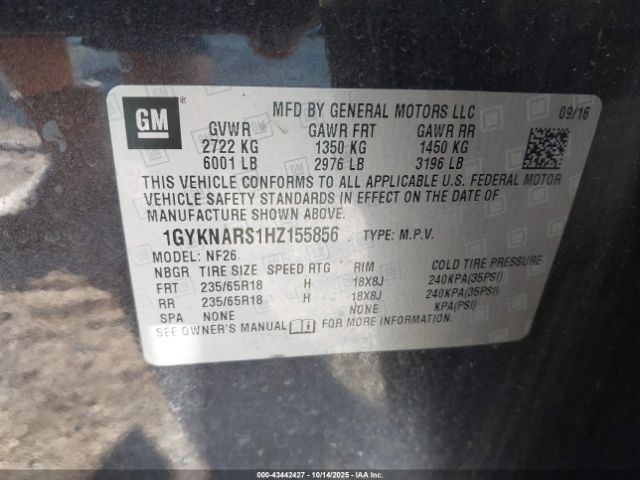 GM
MFD BY GENERAL MOTORS LLC 09/16
GVWR GAWR FRT GAWR RR
2722 KG 1350 KG 1450 KG
6001 LB 2976 LB 3196 LB
THIS VEHICLE CONFORMS TO ALL APPLICABLE U.S. FEDERAL MOTOR
VEHICLE SAFETY STANDARDS IN EFFECT ON THE DATE OF
MANUFACTURE SHOWN ABOVE.
1GYKNARS1HZ155856 TYPE: M.P.V.
MODEL: NF26
NBGR TIRE SIZE SPEED RTG RIM COLD TIRE PRESSURE
FRT 235/65R18 H 18X8J 240KPA(35PSI)
RR 235/65R18 H 18X8J 240KPA(35PSI)
SPA NONE NONE KPA(PSI)
SEE OWNER'S MANUAL FOR MORE INFORMATION.
000-43442427 - 10/14/2025 - IAA Auctions